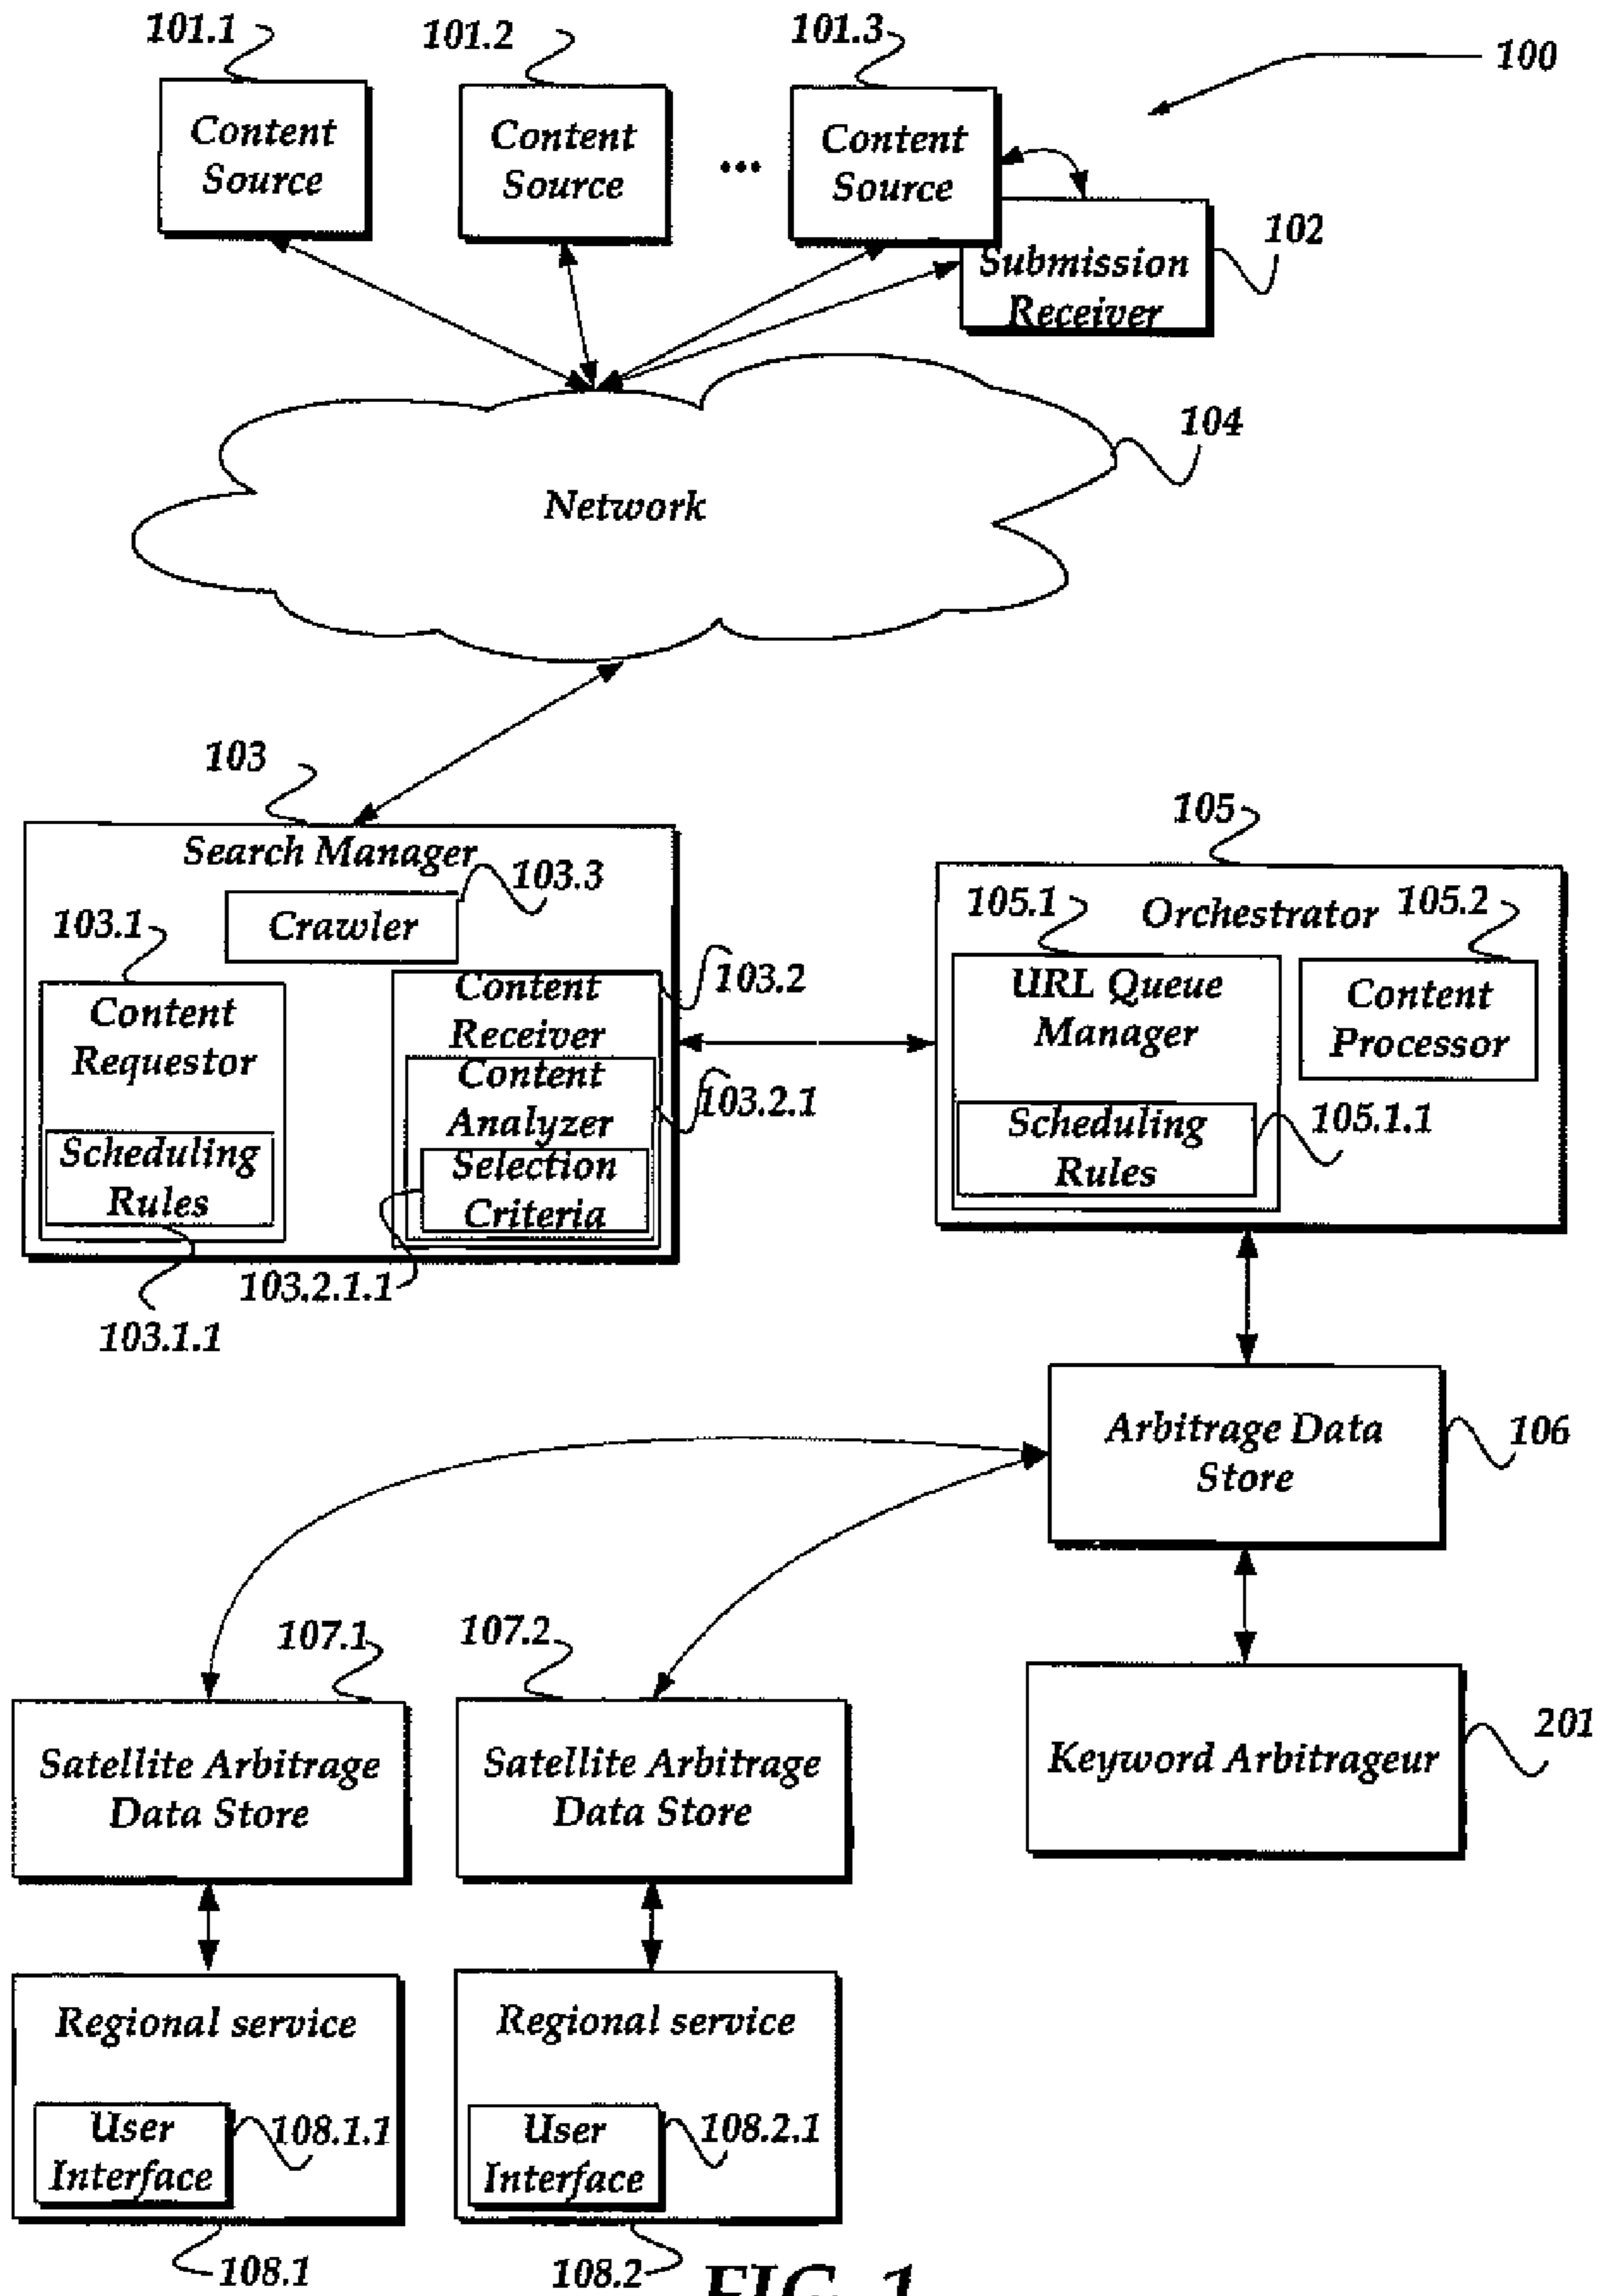 101.1
101.2
101.3
100
Content
Source
Content
Source
...
Content
Source
102
Submission
Receiver
104
Network
103
Search Manager
103.3
Crawler
103.1
Content
Requestor
Scheduling
Rules
103.1.1
103.2
Content
Receiver
103.2.1
Content
Analyzer
Selection
Criteria
103.2.1.1
105
Orchestrator
105.1
105.2
URL Queue
Manager
Content
Processor
Scheduling
Rules
105.1.1
Arbitrage Data
Store
106
107.1
107.2
Satellite Arbitrage
Data Store
Satellite Arbitrage
Data Store
Keyword Arbitrageur
201
Regional service
User
Interface
108.1.1
108.1
Regional service
User
Interface
108.2.1
108.2
FIG. 1